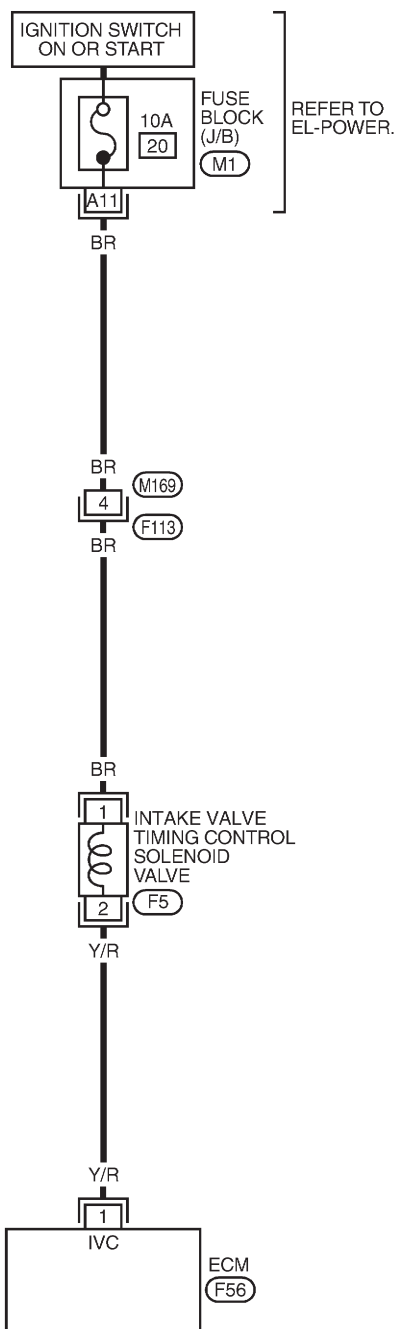 IGNITION SWITCH
ON OR START
10A
20
FUSE
BLOCK
(J/B)
M1
REFER TO
EL-POWER.
A11
BR
BR
M169
4
F113
BR
BR
1
INTAKE VALVE
TIMING CONTROL
SOLENOID
VALVE
2
F5
Y/R
Y/R
1
IVC
ECM
F56